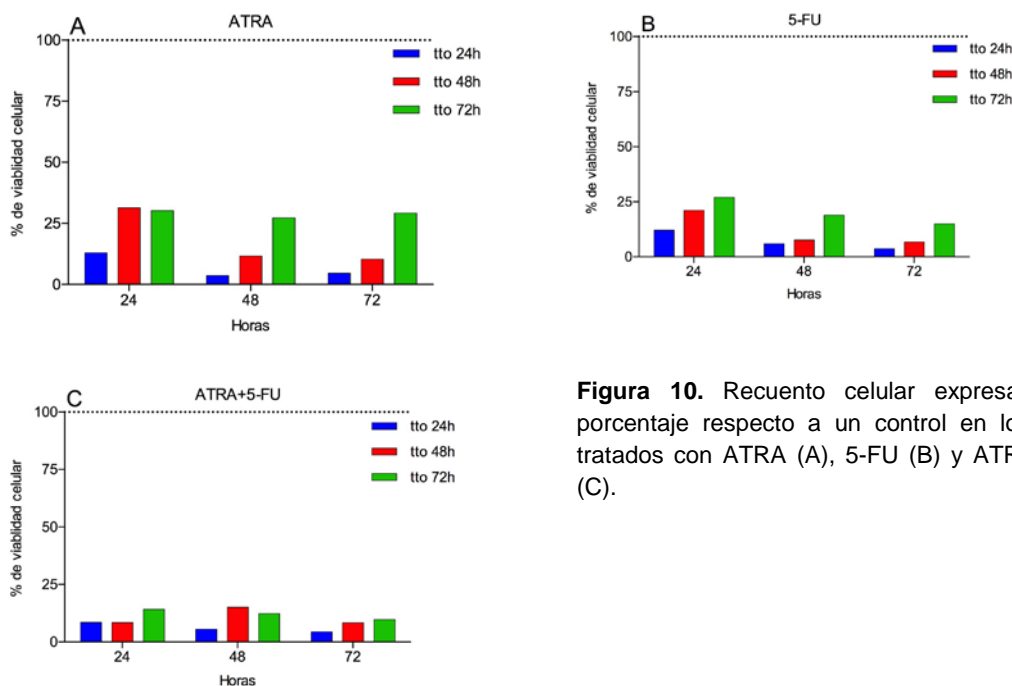 A
ATRA
100
75
50
25
0
% de viablidad celular
tto 24h
tto 48h
tto 72h
24
48
72
Horas
B
5-FU
100
75
50
25
0
% de viablidad celular
tto 24h
tto 48h
tto 72h
24
48
72
Horas
C
ATRA+5-FU
100
75
50
25
0
% de viablidad celular
tto 24h
tto 48h
tto 72h
24
48
72
Horas
Figura 10. Recuento celular expresa
porcentaje respecto a un control en lo
tratados con ATRA (A), 5-FU (B) y ATR
(C).